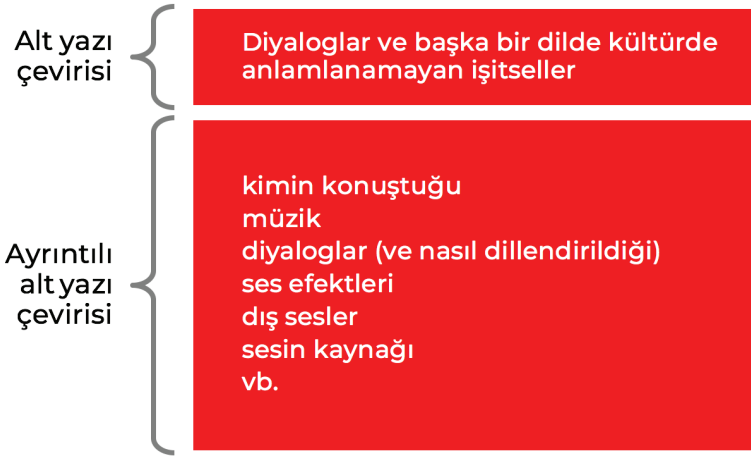 Alt yazı
çevirisi
Diyaloglar ve başka bir dilde kültürde
anlamlanamayan işitseller
Ayrıntılı
alt yazı
çevirisi
kimin konuştuğu
müzik
diyaloglar (ve nasıl dillendirildiği)
ses efektleri
dış sesler
sesin kaynağı
vb.